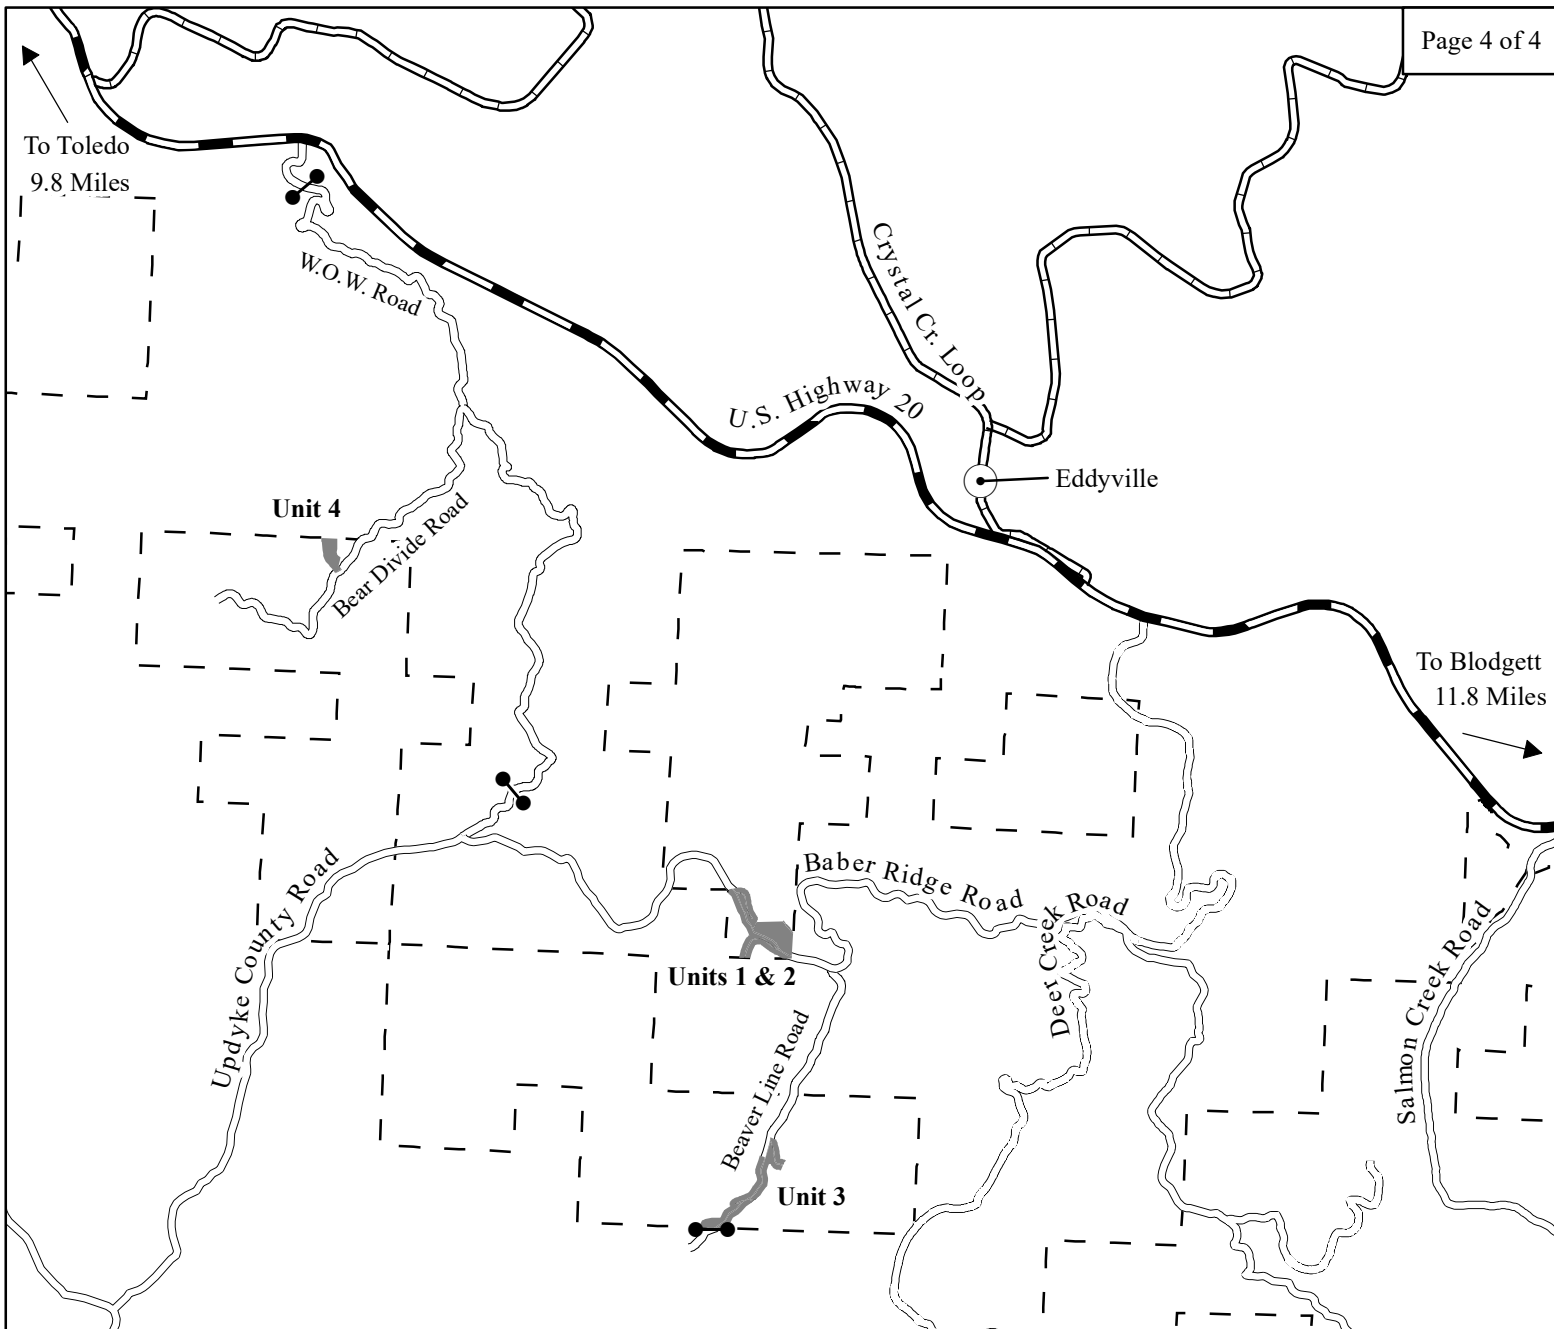 Page 4 of 4
To Toledo
9.8 Miles
W.O.W. Road
Crystal Cr. Loop
U.S. Highway 20
Eddyville
Unit 4
Bear Divide Road
To Blodgett
11.8 Miles
Baber Ridge Road
Updyke County Road
Deer Creek Road
Units 1 & 2
Salmon Creek Road
Beaver Line Road
Unit 3